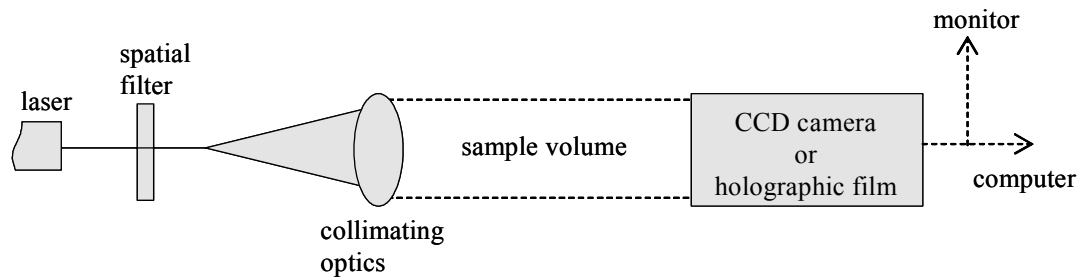 laser
spatial
filter
collimating
optics
sample volume
CCD camera
or
holographic film
monitor
computer